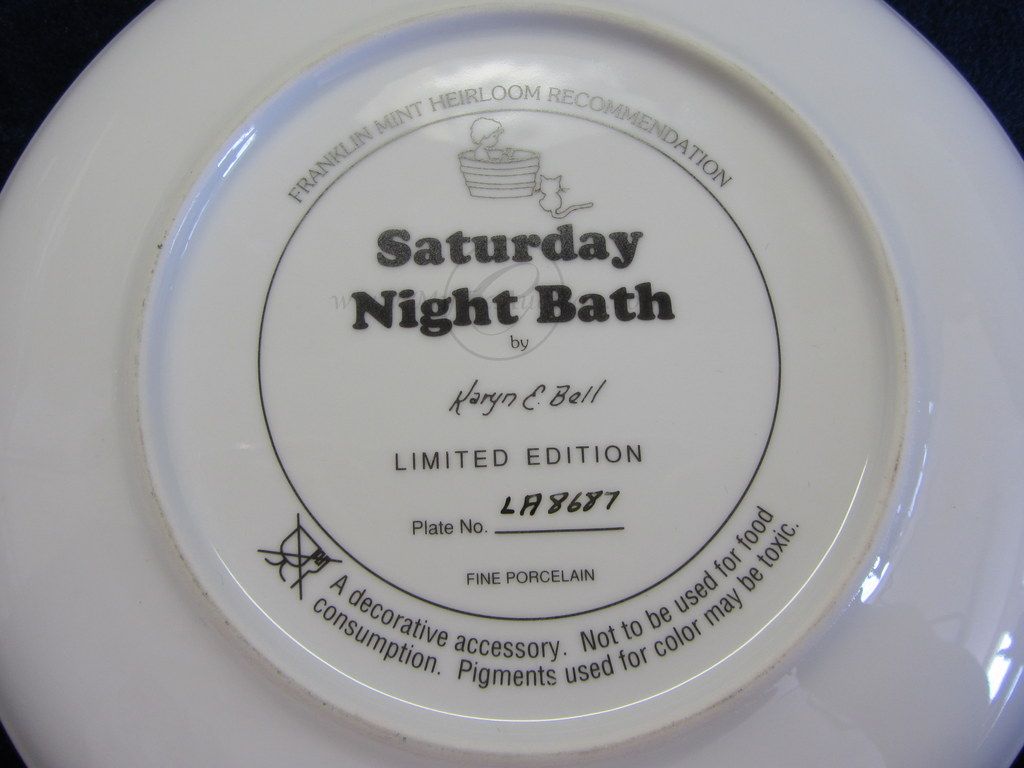 FRANKLIN MINT HEIRLOOM RECOMMENDATION
Saturday
Night Bath
by
Karyn E. Bell
LIMITED EDITION
Plate No. LA8687
FINE PORCELAIN
A decorative accessory. Not to be used for food
consumption. Pigments used for color may be toxic.